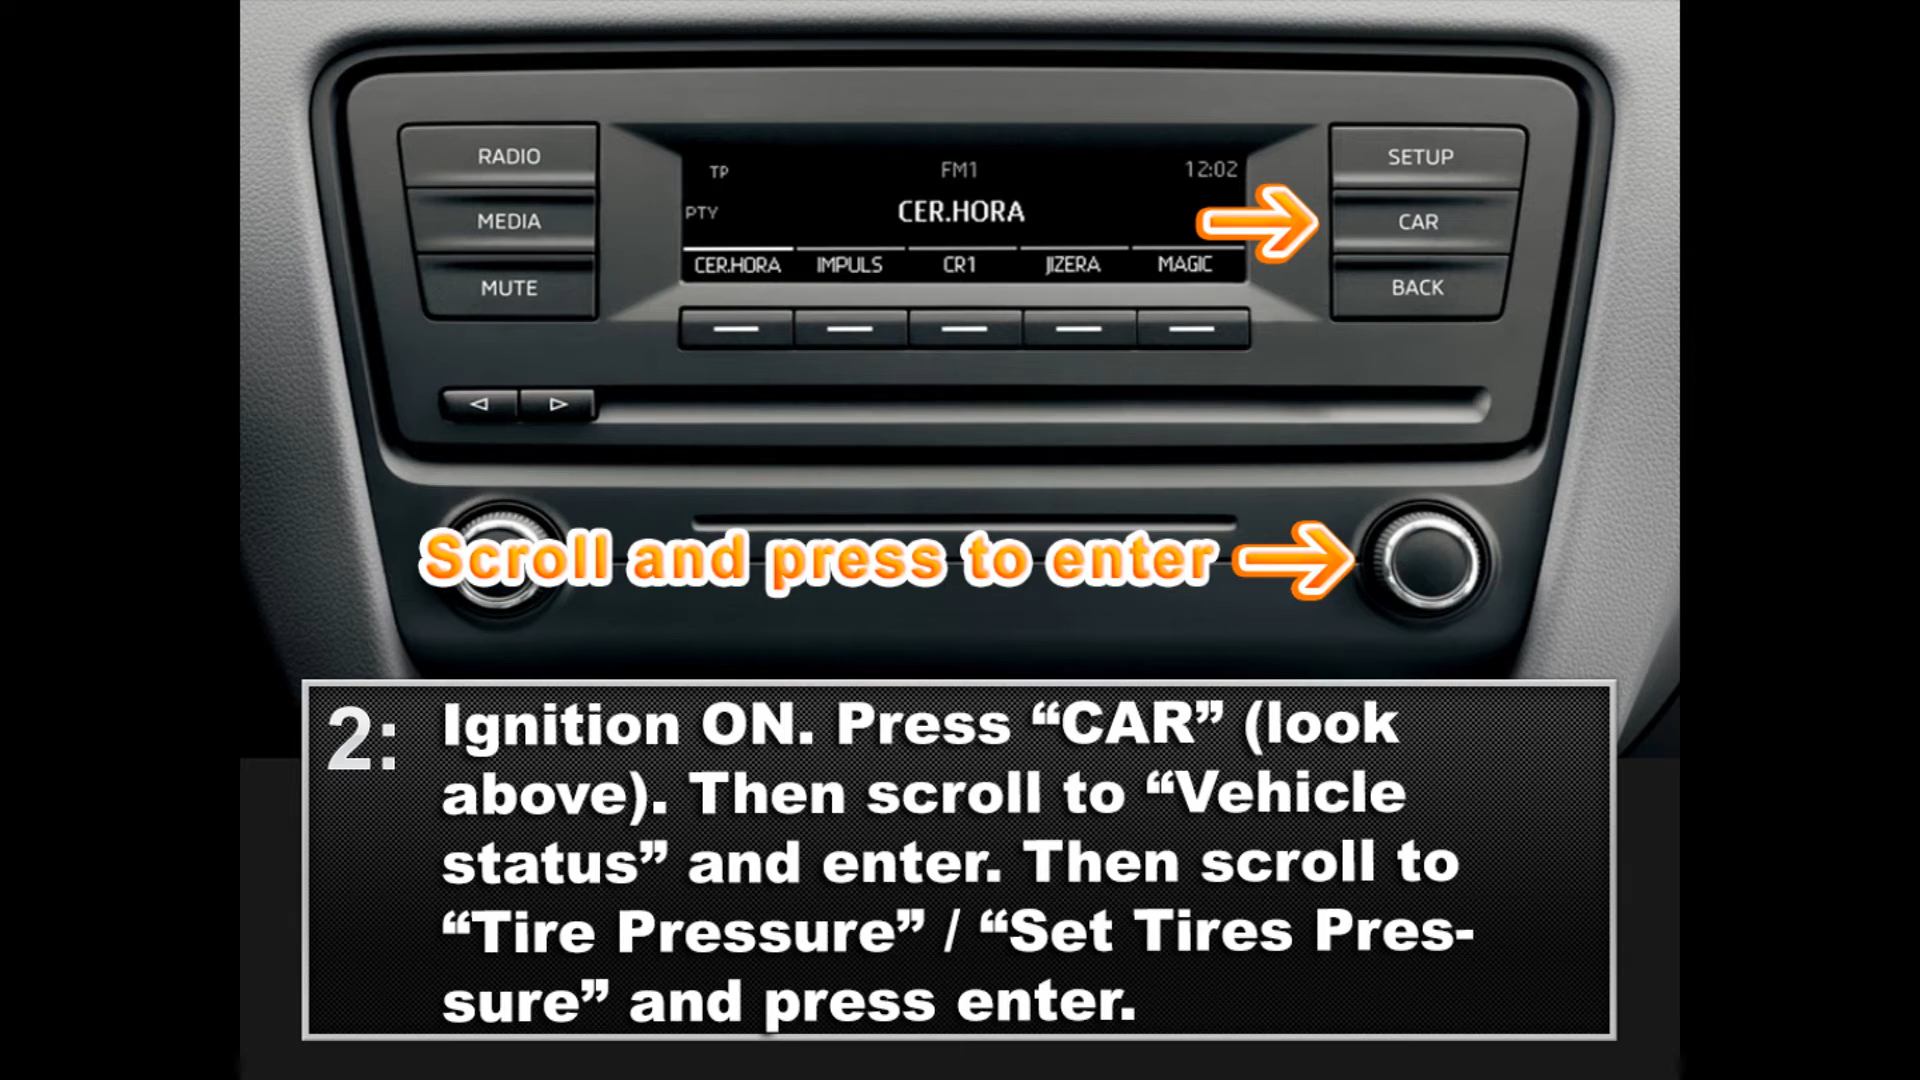 RADIO
MEDIA
MUTE
TP
FM1
12:02
PTY
CER.HORA
CER.HORA IMPULS CR1 JIZERA MAGIC
SETUP
CAR
BACK
Scroll and press to enter
2: Ignition ON. Press “CAR” (look
above). Then scroll to “Vehicle
status” and enter. Then scroll to
“Tire Pressure” / “Set Tires Pres-
sure” and press enter.